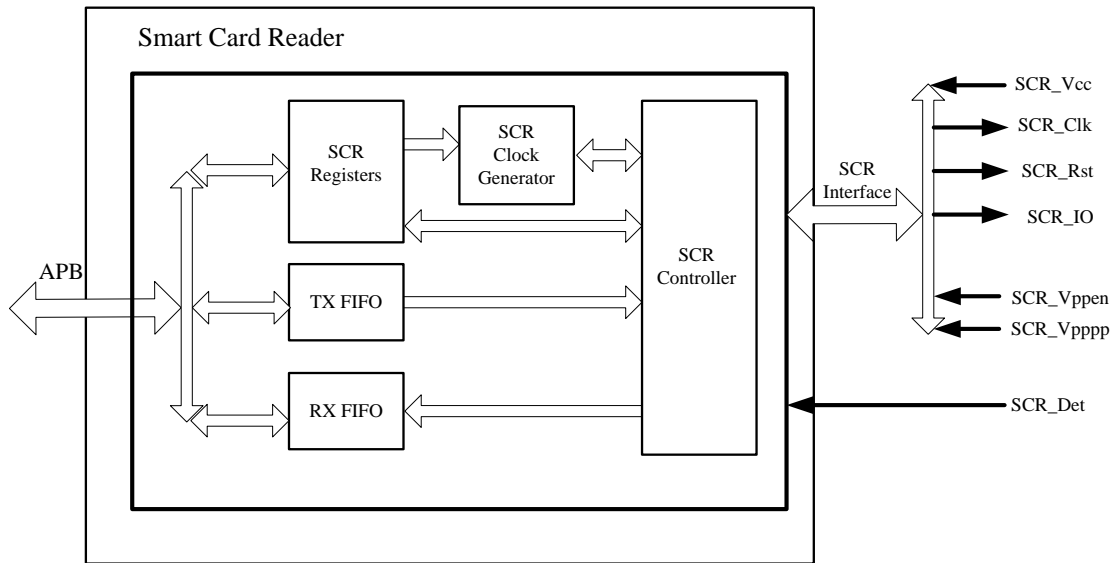 Smart Card Reader
SCR
Registers
SCR
Clock
Generator
SCR
Controller
TX FIFO
RX FIFO
APB
SCR
Interface
SCR_Vcc
SCR_Clk
SCR_Rst
SCR_IO
SCR_Vppen
SCR_Vpppp
SCR_Det